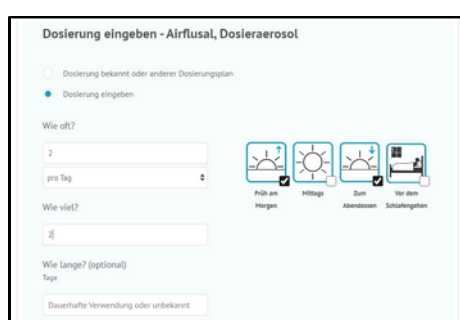 Dosierung eingeben - Airflusal, Dosieraerosol
Dosierung bekannt oder anderer Dosierungsplan
Dosierung eingeben
Wie oft?
2
pro Tag
Früh am
Morgen
Mittags
Zum
Abendessen
Vor dem
Schlafengehen
Wie viel?
2
Wie lange? (optional)
Tage
Dauerhafte Verwendung oder unbekannt